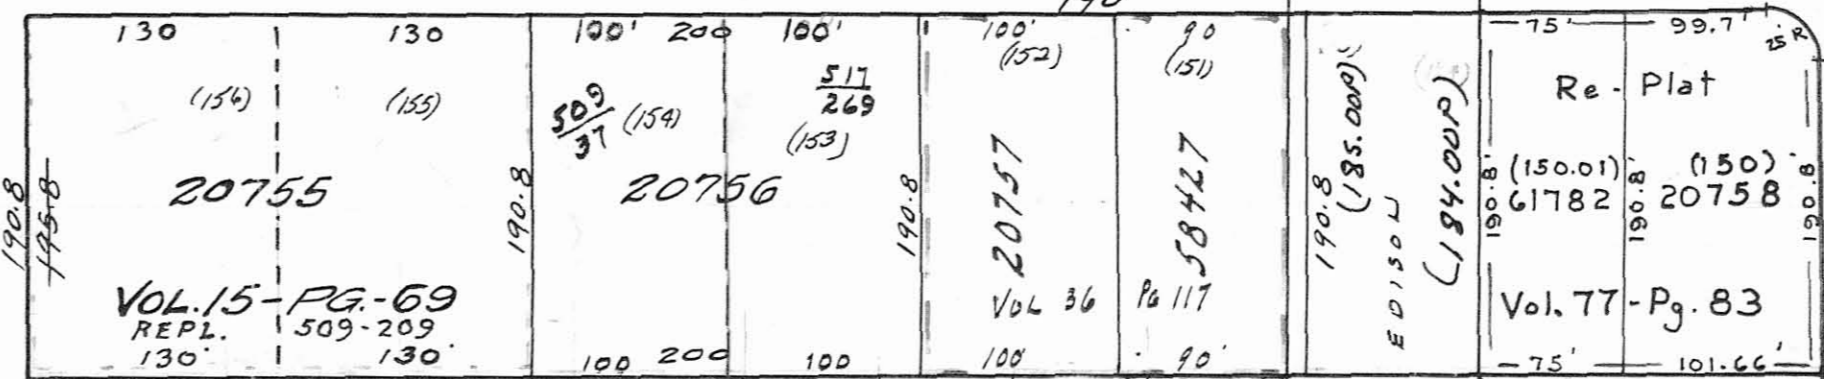 190
130 130
(156) (155)
190.8
195.8
20755
VOL.15-PG.-69
REPL. 509-209
130' 130'
190.8
100' 200 100'
509
37
(154)
517
269
(153)
20756
100 200 100
190.8
100' 90
(152) (151)
20757
58427
VOL 36 PG 117
100' 90'
190.8
(185.00P)
EDISON
(184.00P)
75' 99.7'
25 R
Re-Plat
(150.01) (150)
190.8' 61782 190.8' 20758 190.8'
Vol. 77-Pg. 83
75' 101.66'